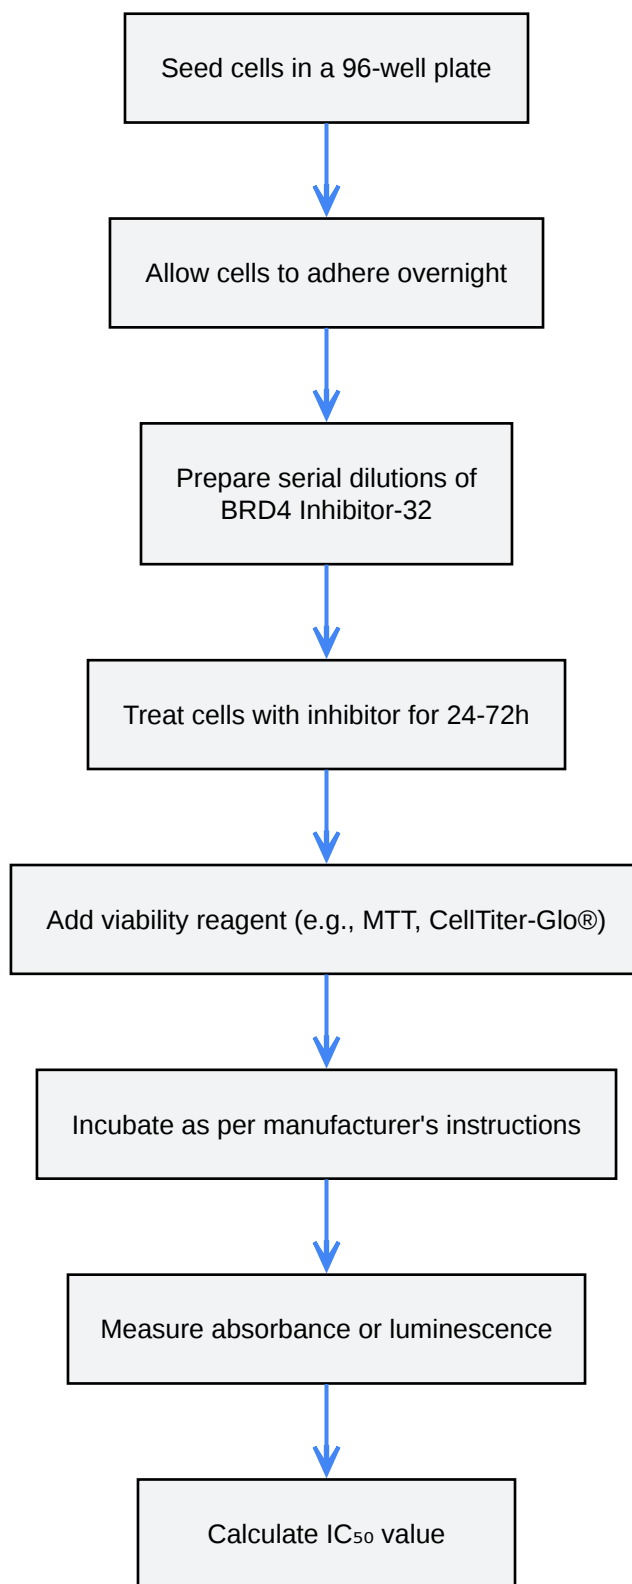 Seed cells in a 96-well plate
Allow cells to adhere overnight
Prepare serial dilutions of
BRD4 Inhibitor-32
Treat cells with inhibitor for 24-72h
Add viability reagent (e.g., MTT, CellTiter-Glo®)
Incubate as per manufacturer's instructions
Measure absorbance or luminescence
Calculate IC₅₀ value